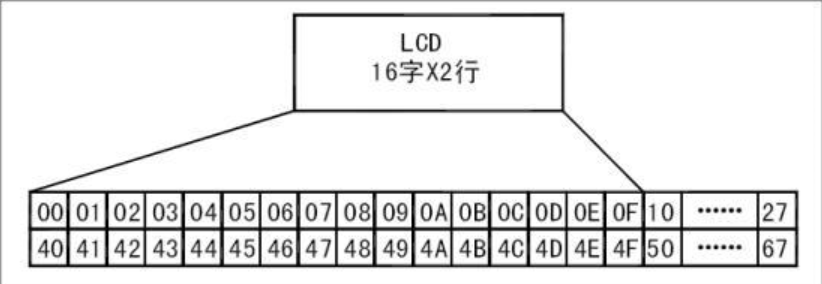 LCD
16字X2行
00 01 02 03 04 05 06 07 08 09 0A 0B 0C 0D 0E 0F 10 ······ 27
40 41 42 43 44 45 46 47 48 49 4A 4B 4C 4D 4E 4F 50 ······ 67